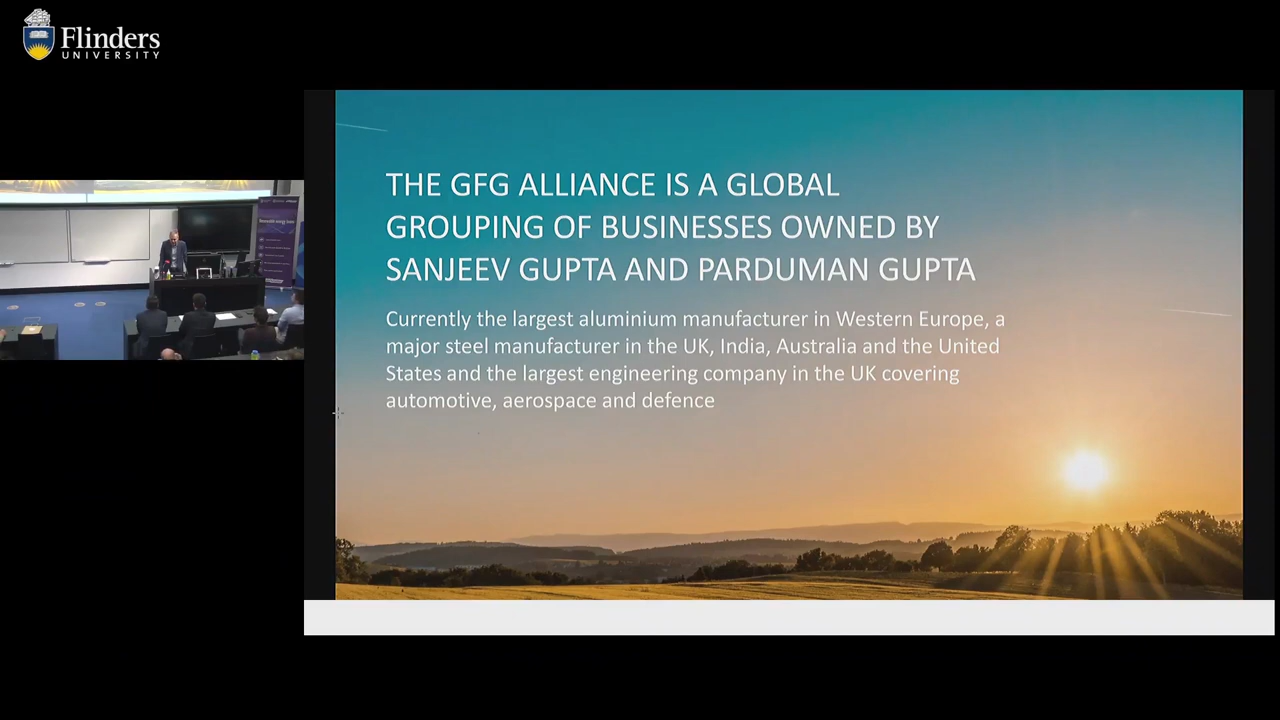 Flinders
UNIVERSITY
THE GFG ALLIANCE IS A GLOBAL
GROUPING OF BUSINESSES OWNED BY
SANJEEV GUPTA AND PARDUMAN GUPTA
Currently the largest aluminium manufacturer in Western Europe, a
major steel manufacturer in the UK, India, Australia and the United
States and the largest engineering company in the UK covering
automotive, aerospace and defence